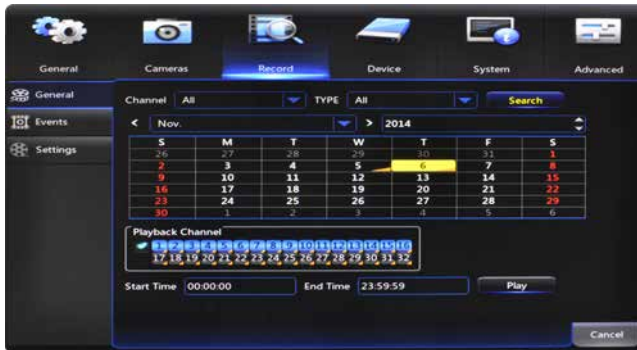 General Cameras Record Device System Advanced
General
Events
Settings
Channel All TYPE All Search
< Nov. > 2014
S M T W T F S
26 27 28 29 30 31 1
2 3 4 5 6 7 8
9 10 11 12 13 14 15
16 17 18 19 20 21 22
23 24 25 26 27 28 29
30 1 2 3 4 5 6
Playback Channel
1 2 3 4 5 6 7 8 9 10 11 12 13 14 15 16
17 18 19 20 21 22 23 24 25 26 27 28 29 30 31 32
Start Time 00:00:00 End Time 23:59:59 Play
Cancel